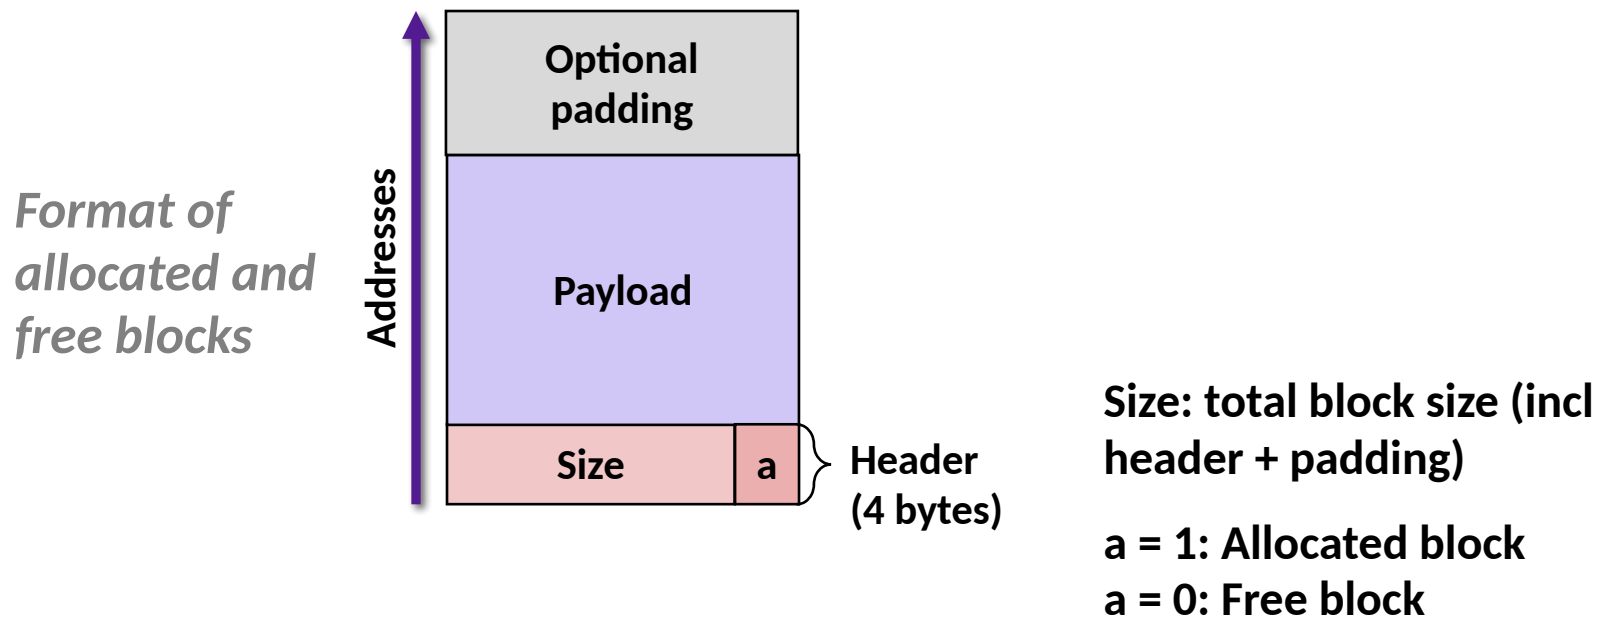 Format of
allocated and
free blocks
Addresses
Optional
padding
Payload
Size
a
Header
(4 bytes)
Size: total block size (incl
header + padding)
a = 1: Allocated block
a = 0: Free block